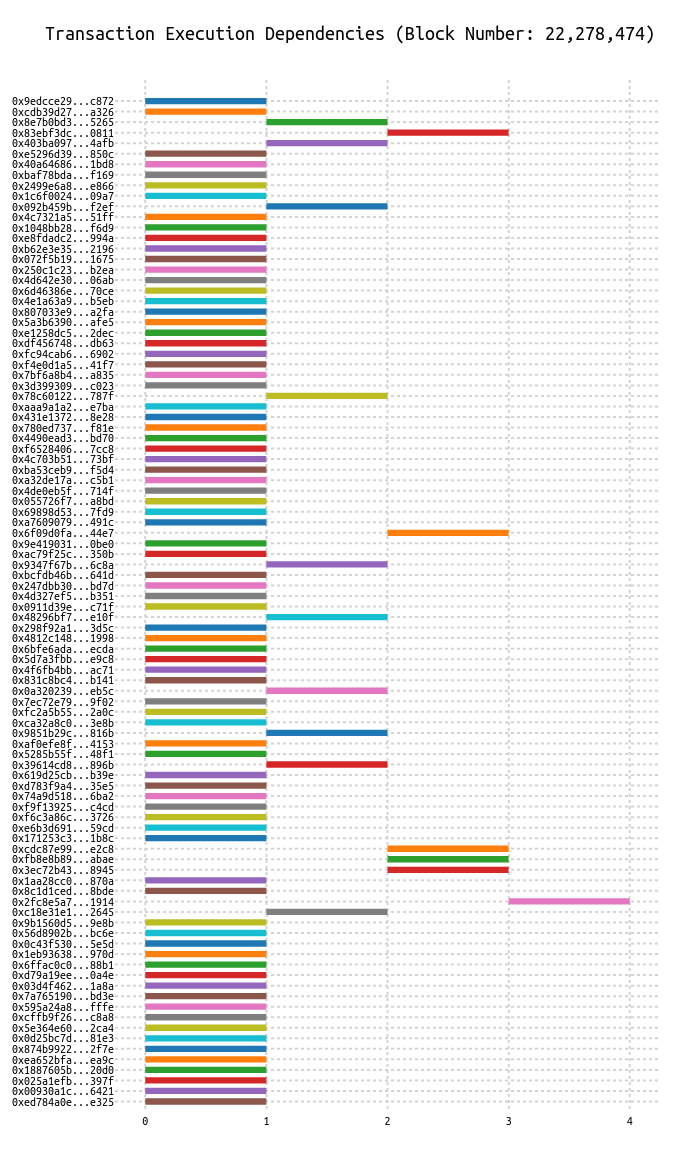 Transaction Execution Dependencies (Block Number: 22,278,474)
0x9edcce29...c872
0xcdb39d27...a326
0x8e7b0bd3...5265
0x83ebf3dc...0811
0x403ba097...4afb
0xe5296d39...850c
0x40a64686...1bd8
0xbaf78bda...f169
0x2499e6a8...e866
0x1c6f0024...09a7
0x092b459b...f2ef
0x4c7321a5...51ff
0x1048bb28...f6d9
0xe8fdadc2...994a
0xb62e3e35...2196
0x072f5b19...1675
0x250c1c23...b2ea
0x4d642e30...06ab
0x6d46386e...70ce
0x4e1a63a9...b5eb
0x807033e9...a2fa
0x5a3b6390...afe5
0xe1258dc5...2dec
0xdf456748...db63
0xfc94cab6...6902
0xf4e0d1a5...41f7
0x7bf6a8b4...a835
0x3d399309...c023
0x78c60122...787f
0xaaa9a1a2...e7ba
0x431e1372...8e28
0x780ed737...f81e
0x4490ead3...bd70
0xf6528406...7cc8
0x4c703b51...73bf
0xba53ceb9...f5d4
0xa32de17a...c5b1
0x4de0eb5f...714f
0x055726f7...a8bd
0x69898d53...7fd9
0xa7609079...491c
0x6f09d0fa...44e7
0x9e419031...0be0
0xac79f25c...350b
0x9347f67b...6c8a
0xbcfdb46b...641d
0x247dbb30...bd7d
0x4d327ef5...b351
0x0911d39e...c71f
0x48296bf7...e10f
0x298f92a1...3d5c
0x4812c148...1998
0x6bfe6ada...ecda
0x5d7a3fbb...e9c8
0x4f6fb4bb...ac71
0x831c8bc4...b141
0x0a320239...eb5c
0x7ec72e79...9f02
0xfc2a5b55...2a0c
0xca32a8c0...3e8b
0x9851b29c...816b
0xaf0efe8f...4153
0x5285b55f...48f1
0x39614cd8...896b
0x619d25cb...b39e
0xd783f9a4...35e5
0x74a9d518...6ba2
0xf9f13925...c4cd
0xf6c3a86c...3726
0xe6b3d691...59cd
0x171253c3...1b8c
0xcdc87e99...e2c8
0xfb8e8b89...abae
0x3ec72b43...8945
0x1aa28cc0...870a
0x8c1d1ced...8bde
0x2fc8e5a7...1914
0xc18e31e1...2645
0x9b1560d5...9e8b
0x56d8902b...bc6e
0x0c43f530...5e5d
0x1eb93638...970d
0x6ffac0c0...88b1
0xd79a19ee...0a4e
0x03d4f462...1a8a
0x7a765190...bd3e
0x595a24a8...fffe
0xcffb9f26...c8a8
0x5e364e60...2ca4
0x0d25bc7d...81e3
0x874b9922...2f7e
0xea652bfa...ea9c
0x1887605b...20d0
0x025a1efb...397f
0x00930a1c...6421
0xed784a0e...e325
0 1 2 3 4